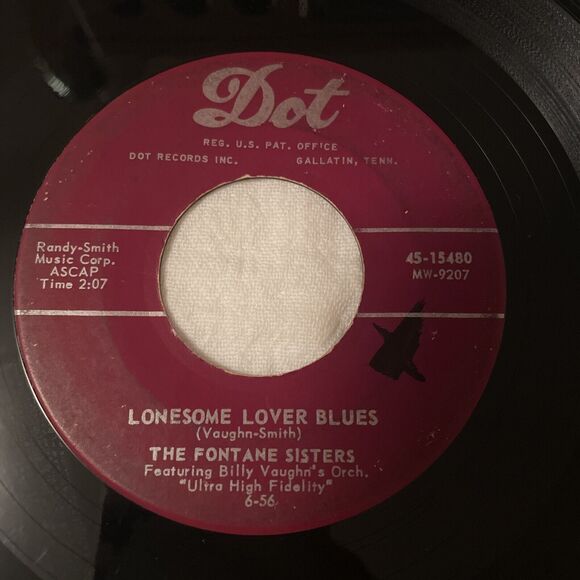 Dot
REG. U.S. PAT. OFFICE
DOT RECORDS INC. GALLATIN, TENN.
Randy-Smith
Music Corp.
ASCAP
Time 2:07
45-15480
MW-9207
LONESOME LOVER BLUES
(Vaughn-Smith)
THE FONTANE SISTERS
Featuring Billy Vaughn's Orch.
"Ultra High Fidelity"
6-56